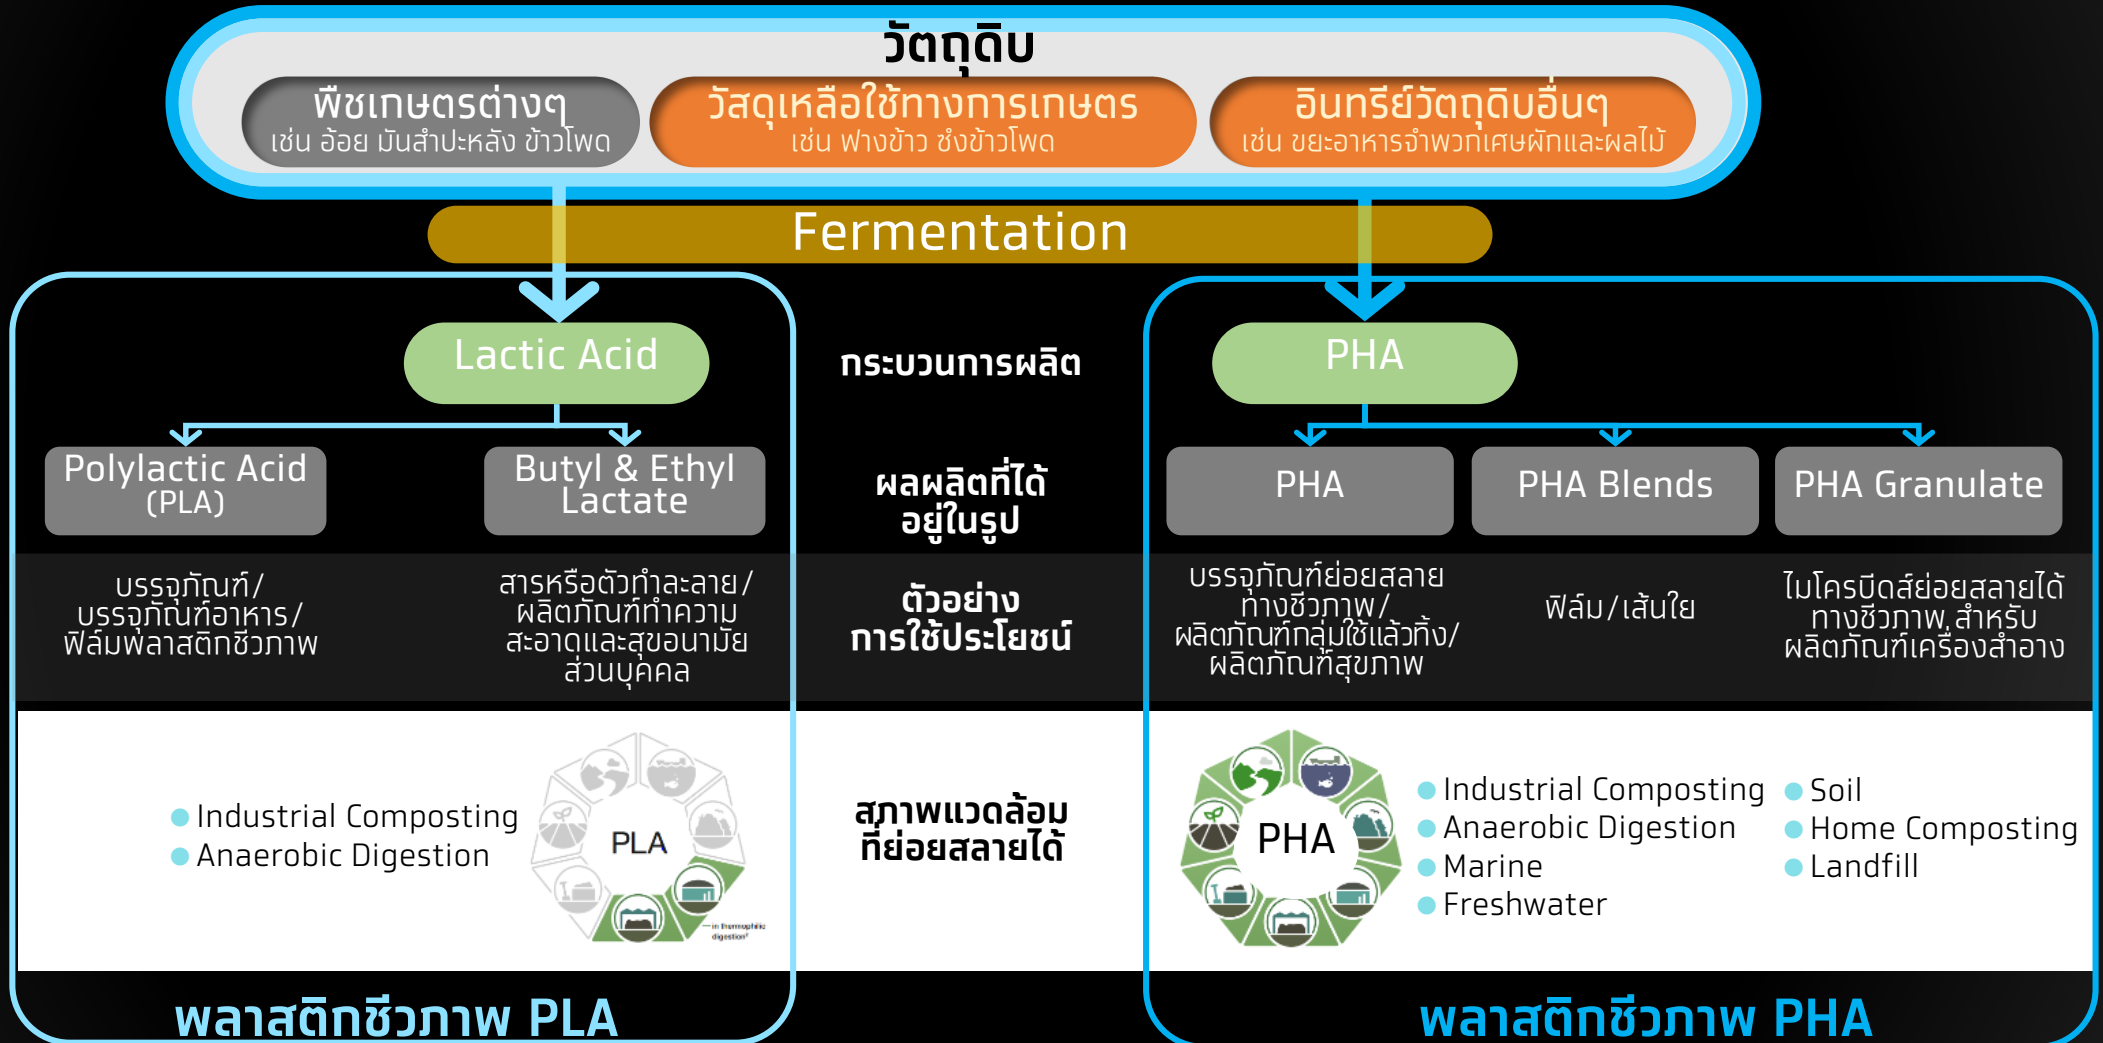 วัตถุดิบ
พืชเกษตรต่างๆ
เช่น อ้อย มันสำปะหลัง ข้าวโพด
วัสดุเหลือใช้ทางการเกษตร
เช่น ฟางข้าว ซังข้าวโพด
อินทรีย์วัตถุดิบอื่นๆ
เช่น ขยะอาหารจำพวกเศษผักและผลไม้
Fermentation
Lactic Acid
กระบวนการผลิต
PHA
Polylactic Acid
(PLA)
Butyl & Ethyl
Lactate
ผลผลิตที่ได้
อยู่ในรูป
PHA
PHA Blends
PHA Granulate
บรรจุภัณฑ์/
บรรจุภัณฑ์อาหาร/
ฟิล์มพลาสติกชีวภาพ
สารหรือตัวทำละลาย/
ผลิตภัณฑ์ทำความ
สะอาดและสุขอนามัย
ส่วนบุคคล
ตัวอย่าง
การใช้ประโยชน์
บรรจุภัณฑ์ย่อยสลาย
ทางชีวภาพ/
ผลิตภัณฑ์กลุ่มใช้แล้วทิ้ง/
ผลิตภัณฑ์สุขภาพ
ฟิล์ม/เส้นใย
ไมโครบีดส์ย่อยสลายได้
ทางชีวภาพ สำหรับ
ผลิตภัณฑ์เครื่องสำอาง
Industrial Composting
Anaerobic Digestion
PLA
in thermophilic
digestion²
สภาพแวดล้อม
ที่ย่อยสลายได้
PHA
Industrial Composting
Anaerobic Digestion
Marine
Freshwater
Soil
Home Composting
Landfill
พลาสติกชีวภาพ PLA
พลาสติกชีวภาพ PHA